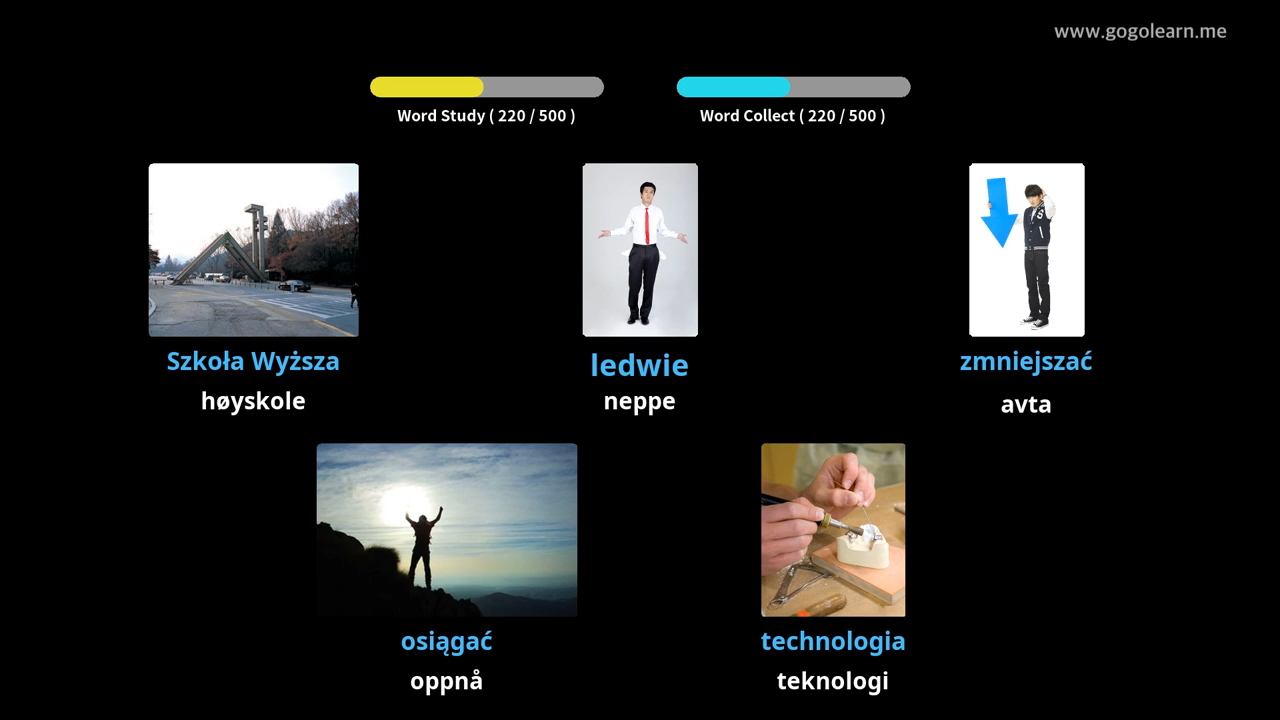 www.gogolearn.me
Word Study ( 220 / 500 )
Word Collect ( 220 / 500 )
Szkoła Wyższa
høyskole
ledwie
neppe
zmniejszać
avta
osiągać
oppnå
technologia
teknologi